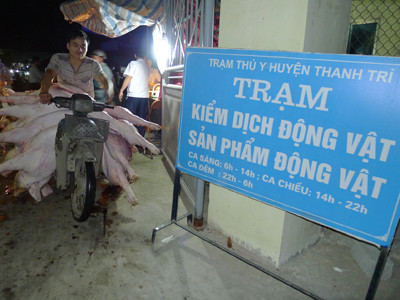 TRẠM THÚ Y HUYỆN THANH TRÌ
TRẠM
KIỂM DỊCH ĐỘNG VẬT
SẢN PHẨM ĐỘNG VẬT
CA SÁNG: 6h - 14h : CA CHIỀU: 14h - 22h
CA ĐÊM : 22h - 6h